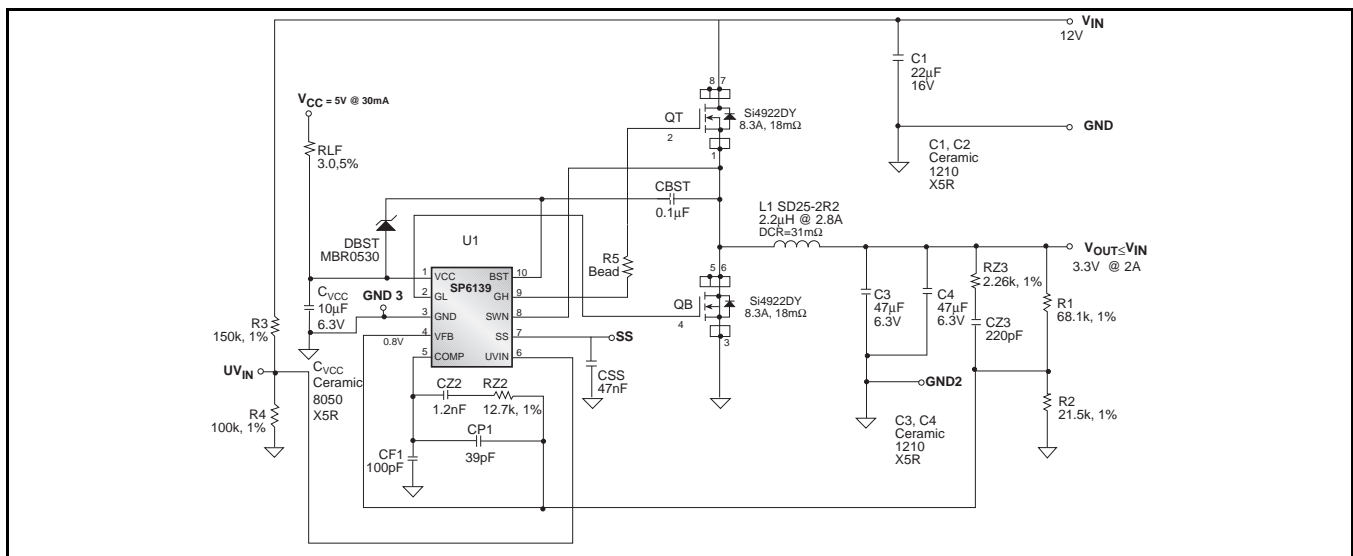 VIN
12V
C1
22μF
16V
VCC = 5V @ 30mA
8 7
QT
Si4922DY
8.3A, 18mΩ
2
1
GND
RLF
3.0,5%
C1, C2
Ceramic
1210
X5R
CBST
0.1μF
L1 SD25-2R2
2.2μH @ 2.8A
DCR=31mΩ
DBST
MBR0530
U1
R5
Bead
VOUT≤VIN
3.3V @ 2A
1 VCC BST 10
2 GL GH 9
3 GND SWN 8
4 VFB SS 7
5 COMP UVIN 6
SP6139
GND 3
0.8V
CVCC
10μF
6.3V
5 6
QB
Si4922DY
8.3A, 18mΩ
4
3
RZ3
2.26k, 1%
R1
68.1k, 1%
C3
47μF
6.3V
C4
47μF
6.3V
CZ3
220pF
R3
150k, 1%
SS
UVIN
CVCC
Ceramic
8050
X5R
CSS
47nF
CZ2
1.2nF
RZ2
12.7k, 1%
GND2
R2
21.5k, 1%
R4
100k, 1%
CP1
39pF
CF1
100pF
C3, C4
Ceramic
1210
X5R